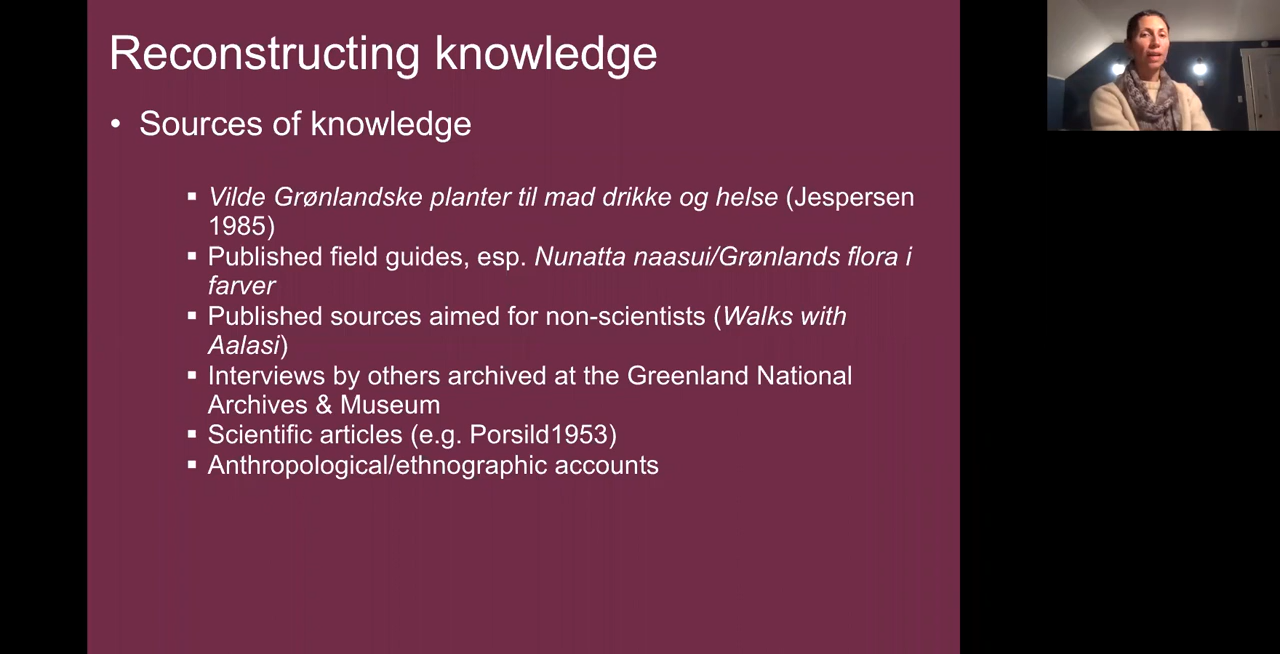 Reconstructing knowledge
• Sources of knowledge
▪ Vilde Grønlandske planter til mad drikke og helse (Jespersen
1985)
▪ Published field guides, esp. Nunatta naasui/Grønlands flora i
farver
▪ Published sources aimed for non-scientists (Walks with
Aalasi)
▪ Interviews by others archived at the Greenland National
Archives & Museum
▪ Scientific articles (e.g. Porsild1953)
▪ Anthropological/ethnographic accounts